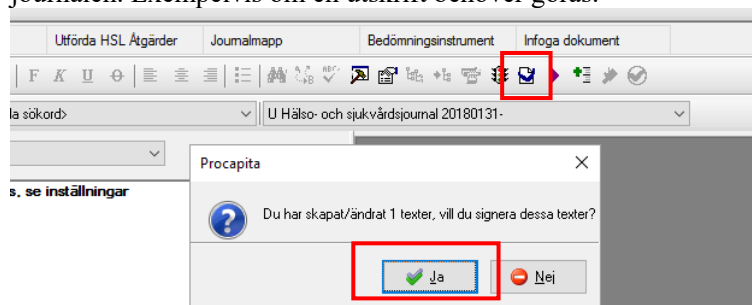 journalen. Exempelvis om en utskrift behöver göras.
Utförda HSL Åtgärder Journalmapp Bedömningsinstrument Infoga dokument
F K U
ABC
la sökord> U Hälso- och sjukvårdsjournal 20180131-
s, se inställningar
Procapita
Du har skapat/ändrat 1 texter, vill du signera dessa texter?
Ja Nej